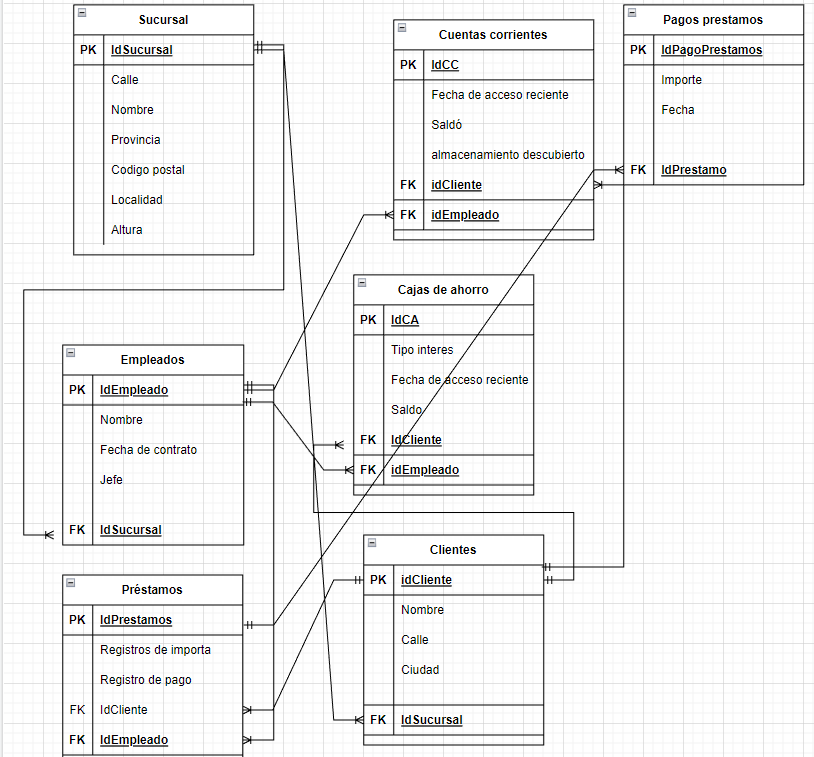 Sucursal
PK IdSucursal
Calle
Nombre
Provincia
Codigo postal
Localidad
Altura
Cuentas corrientes
PK IdCC
Fecha de acceso reciente
Saldó
almacenamiento descubierto
FK idCliente
FK idEmpleado
Pagos prestamos
PK IdPagoPrestamos
Importe
Fecha
FK IdPrestamo
Cajas de ahorro
PK IdCA
Tipo interes
Fecha de acceso reciente
Saldo
FK IdCliente
FK idEmpleado
Empleados
PK IdEmpleado
Nombre
Fecha de contrato
Jefe
FK IdSucursal
Clientes
PK idCliente
Nombre
Calle
Ciudad
FK IdSucursal
Préstamos
PK IdPrestamos
Registros de importa
Registro de pago
FK IdCliente
FK IdEmpleado